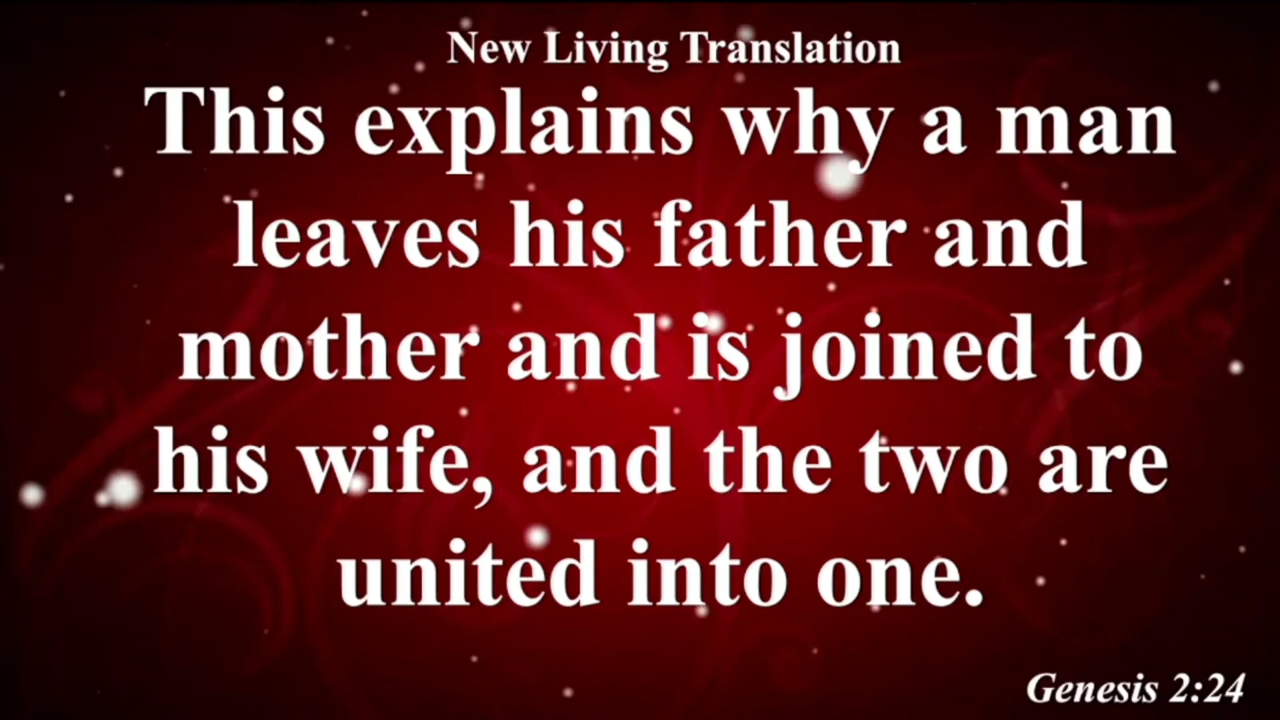 New Living Translation
This explains why a man
leaves his father and
mother and is joined to
his wife, and the two are
united into one.
Genesis 2:24